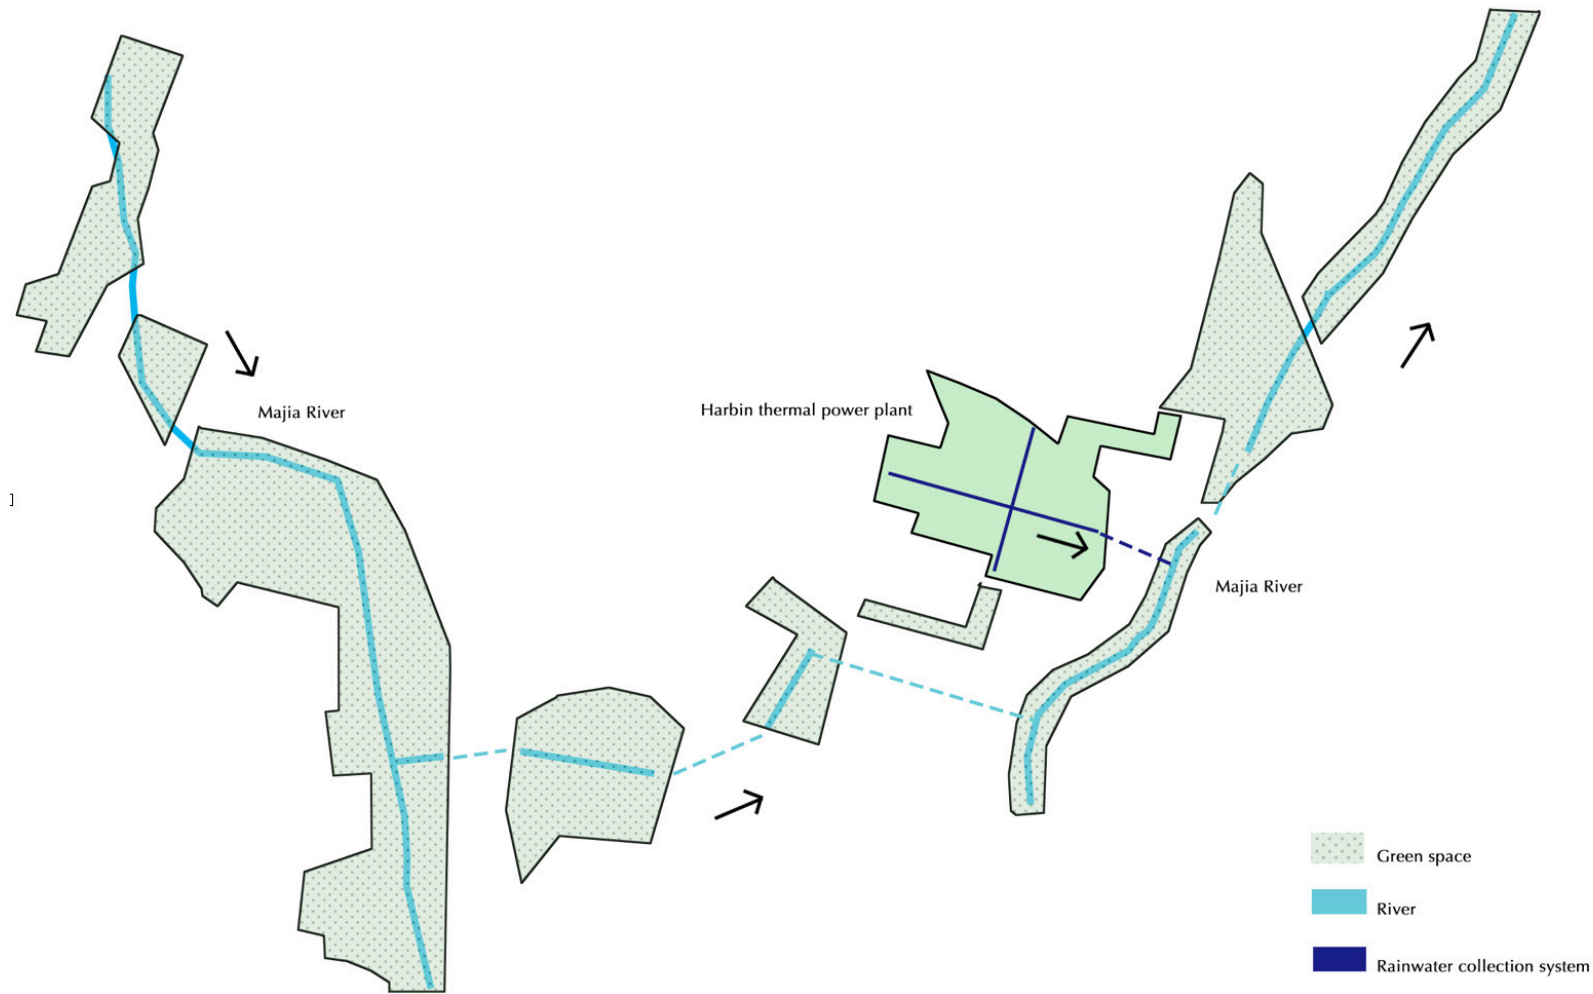 Majia River
Harbin thermal power plant
]
Majia River
Green space
River
Rainwater collection system